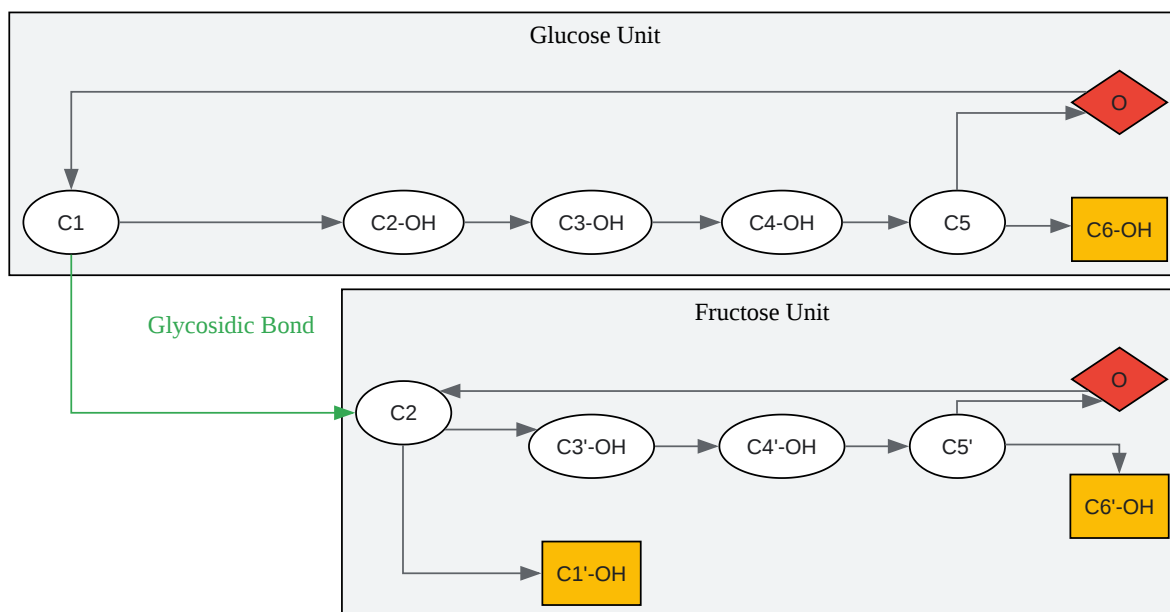 Glucose Unit
O
C1
C2-OH
C3-OH
C4-OH
C5
C6-OH
Glycosidic Bond
Fructose Unit
O
C2
C3'-OH
C4'-OH
C5'
C6'-OH
C1'-OH